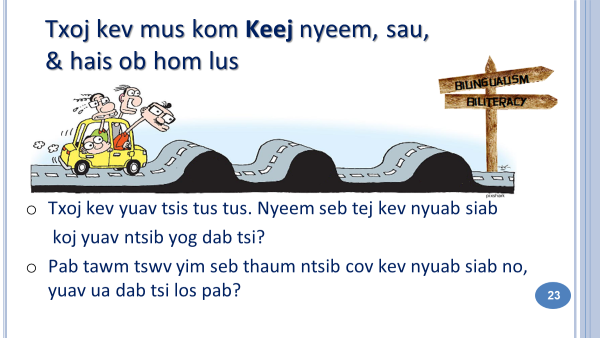 Txoj kev mus kom Keej nyeem, sau,
& hais ob hom lus
BILINGUALISM
BILITERACY
o Txoj kev yuav tsis tus tus. Nyeem seb tej kev nyuab siab
koj yuav ntsib yog dab tsi?
o Pab tawm tswv yim seb thaum ntsib cov kev nyuab siab no,
yuav ua dab tsi los pab?
23